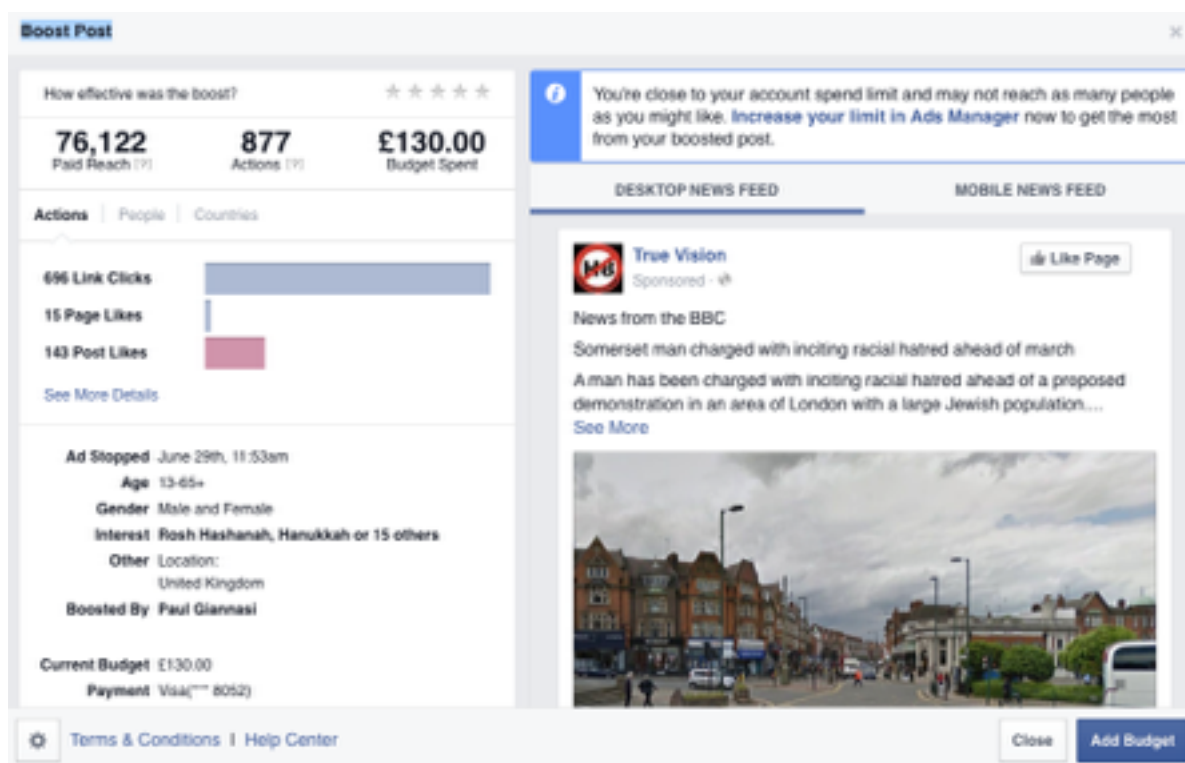 Boost Post
How effective was the boost?
76,122
Paid Reach [?]
877
Actions [?]
£130.00
Budget Spent
Actions
People
Countries
696 Link Clicks
15 Page Likes
143 Post Likes
See More Details
Ad Stopped June 29th, 11:53am
Age 13-65+
Gender Male and Female
Interest Rosh Hashanah, Hanukkah or 15 others
Other Location:
United Kingdom
Boosted By Paul Giannasi
Current Budget £130.00
Payment Visa(**** 8052)
You're close to your account spend limit and may not reach as many people
as you might like. Increase your limit in Ads Manager now to get the most
from your boosted post.
DESKTOP NEWS FEED
MOBILE NEWS FEED
True Vision
Sponsored ·
Like Page
News from the BBC
Somerset man charged with inciting racial hatred ahead of march
A man has been charged with inciting racial hatred ahead of a proposed
demonstration in an area of London with a large Jewish population....
See More
Terms & Conditions | Help Center
Close
Add Budget